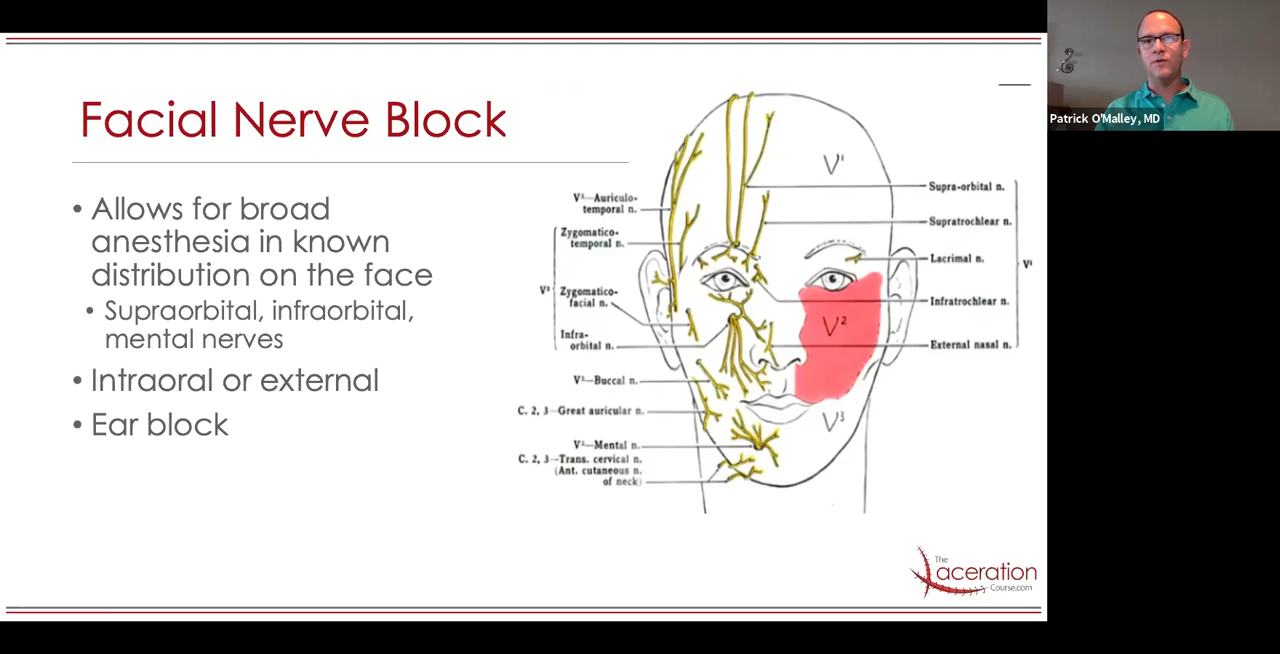 Facial Nerve Block
• Allows for broad
anesthesia in known
distribution on the face
• Supraorbital, infraorbital,
mental nerves
• Intraoral or external
• Ear block
V³—Auriculo-
temporal n.
Zygomatico-
temporal n.
V²
Zygomatico-
facial n.
Infra-
orbital n.
V³—Buccal n.
C. 2, 3—Great auricular n.
V³—Mental n.
C. 2, 3—Trans. cervical n.
(Ant. cutaneous n.
of neck)
V¹
V²
V³
Supra-orbital n.
Supratrochlear n.
Lacrimal n.
V¹
Infratrochlear n.
External nasal n.
The
Laceration
Course.com
Patrick O'Malley, MD